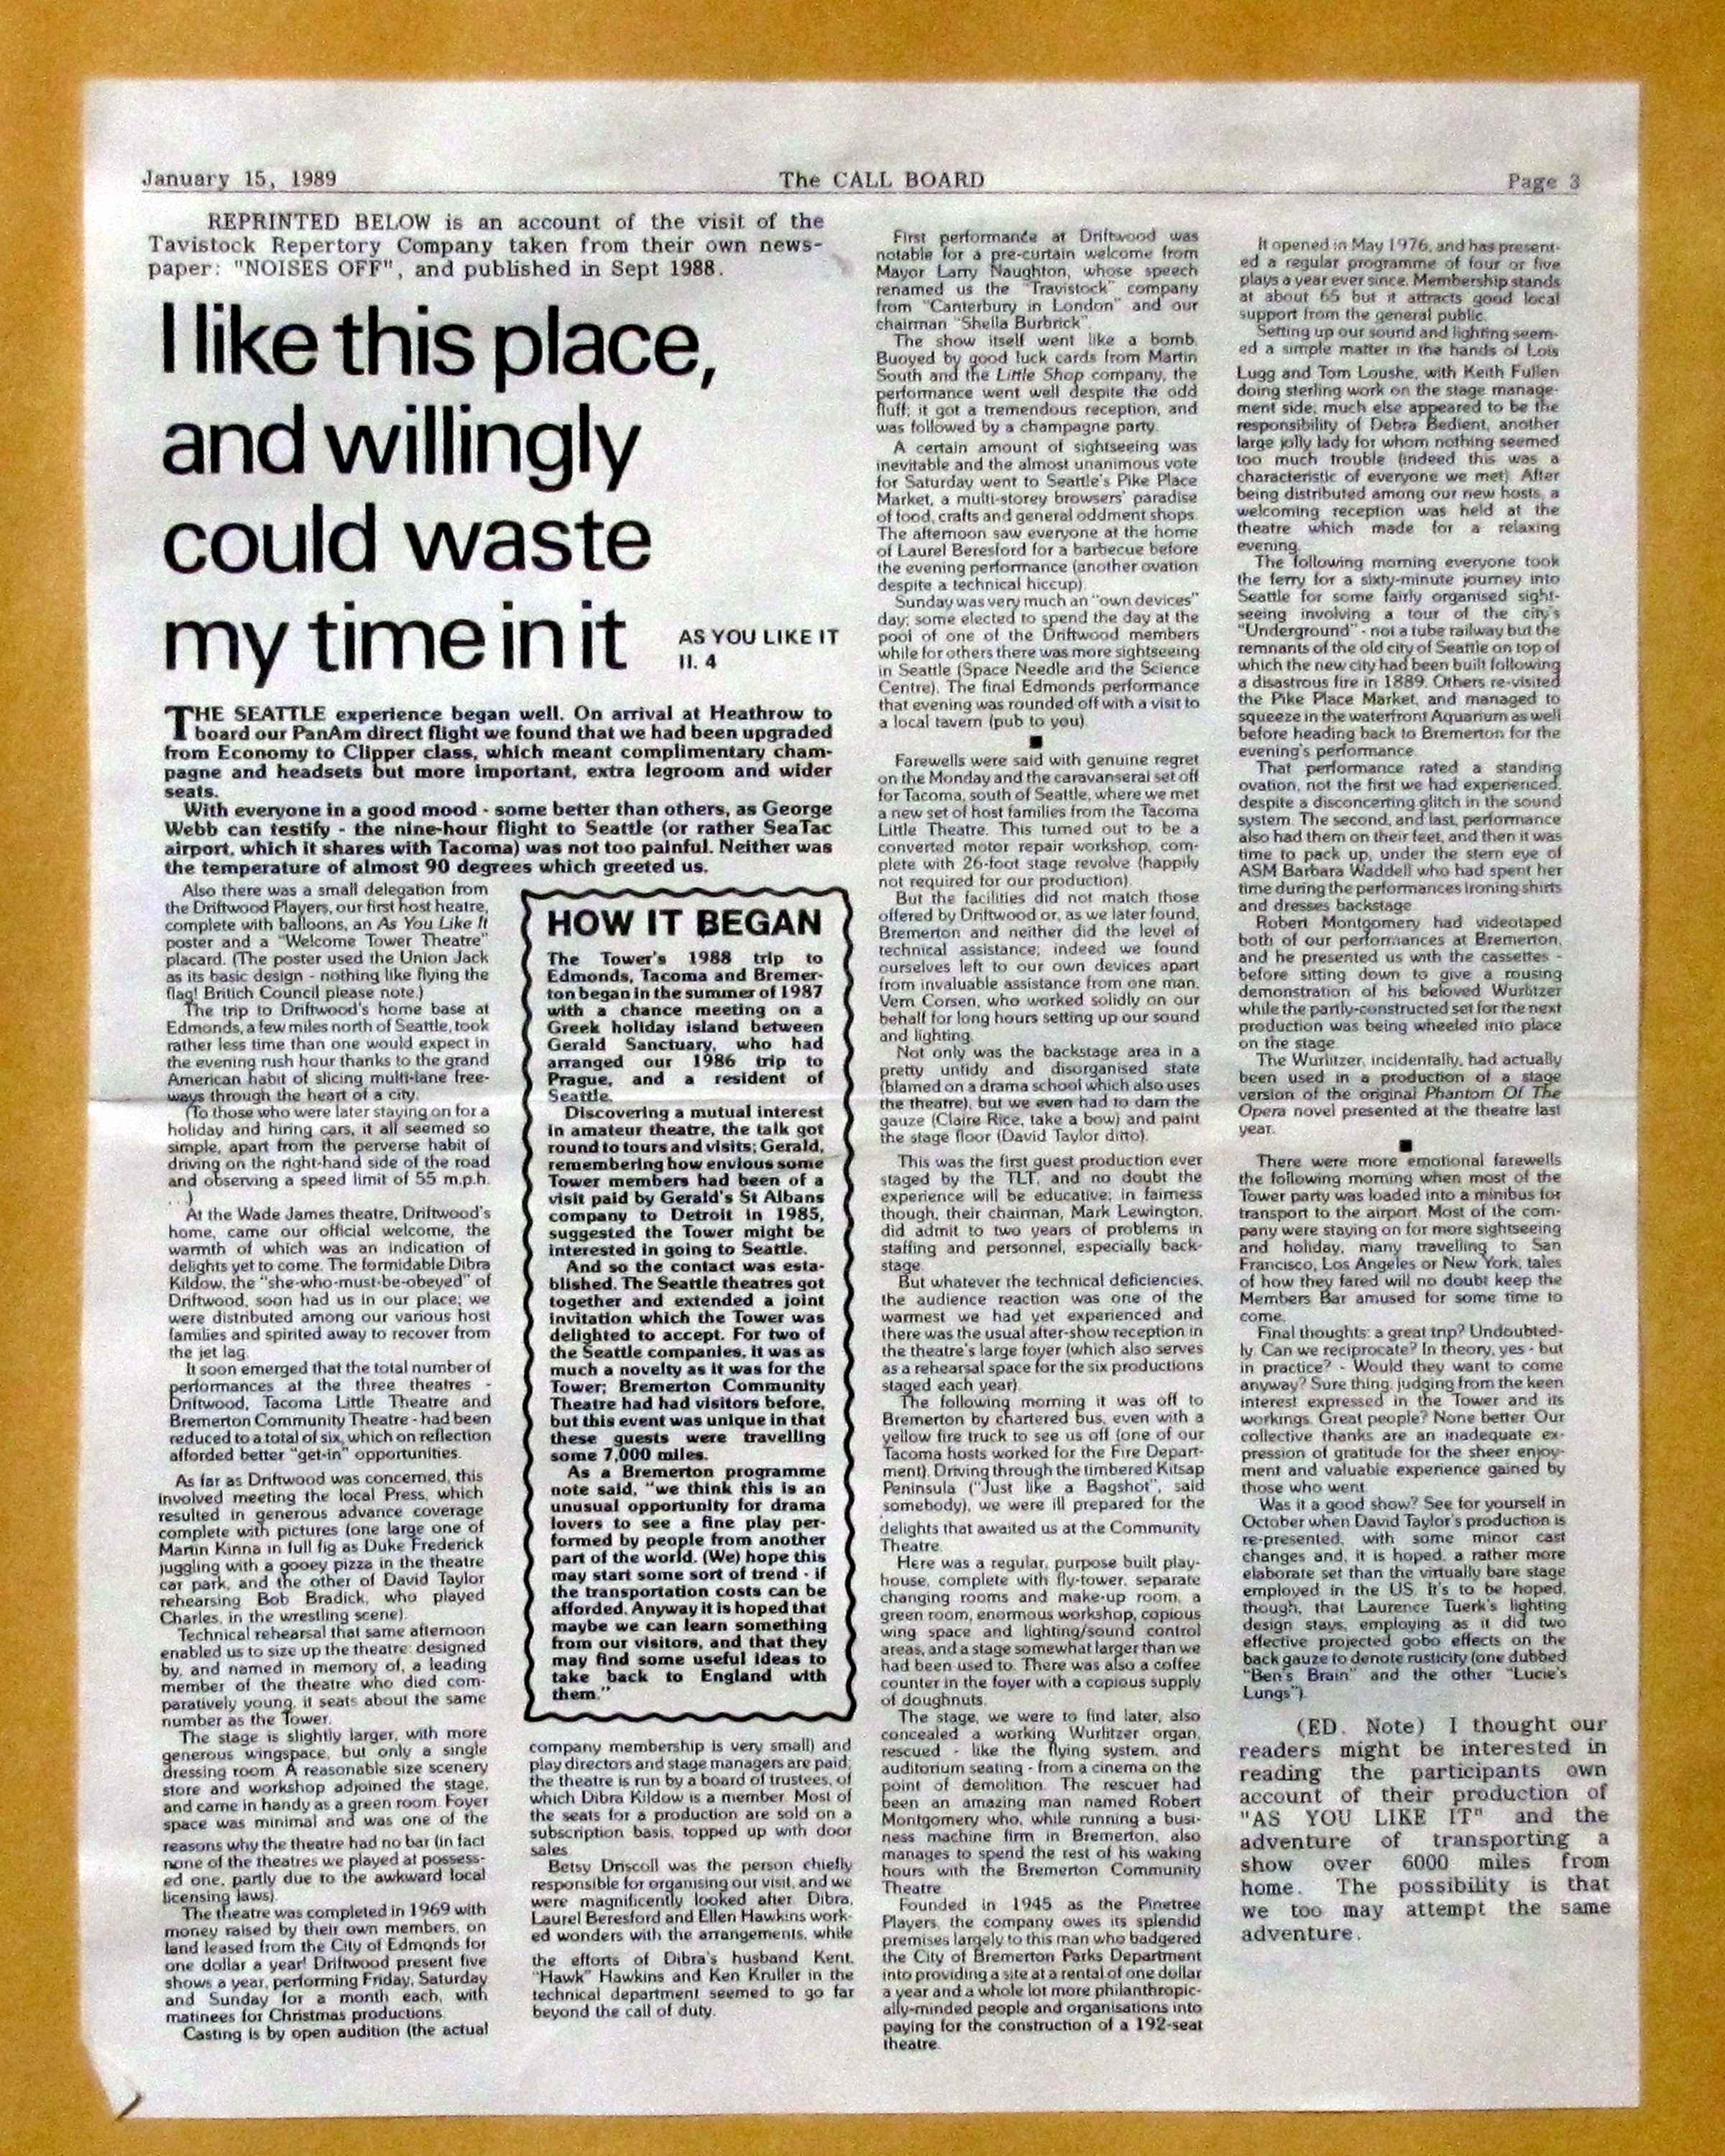 January 15, 1989
The CALL BOARD
Page 3
REPRINTED BELOW is an account of the visit of the
Tavistock Repertory Company taken from their own news-
paper: "NOISES OFF", and published in Sept 1988.
I like this place,
and willingly
could waste
my time in it
AS YOU LIKE IT
II. 4
THE SEATTLE experience began well. On arrival at Heathrow to
board our PanAm direct flight we found that we had been upgraded
from Economy to Clipper class, which meant complimentary cham-
pagne and headsets but more important, extra legroom and wider
seats.
With everyone in a good mood - some better than others, as George
Webb can testify - the nine-hour flight to Seattle (or rather SeaTac
airport, which it shares with Tacoma) was not too painful. Neither was
the temperature of almost 90 degrees which greeted us.
Also there was a small delegation from
the Driftwood Players, our first host heatre,
complete with balloons, an As You Like It
poster and a "Welcome Tower Theatre"
placard. (The poster used the Union Jack
as its basic design - nothing like flying the
flag! Britich Council please note.)
The trip to Driftwood's home base at
Edmonds, a few miles north of Seattle, took
rather less time than one would expect in
the evening rush hour thanks to the grand
American habit of slicing multi-lane free-
ways through the heart of a city.
(To those who were later staying on for a
holiday and hiring cars, it all seemed so
simple, apart from the perverse habit of
driving on the right-hand side of the road
and observing a speed limit of 55 m.p.h.
. . .)
At the Wade James theatre, Driftwood's
home, came our official welcome, the
warmth of which was an indication of
delights yet to come. The formidable Dibra
Kildow, the "she-who-must-be-obeyed" of
Driftwood, soon had us in our place; we
were distributed among our various host
families and spirited away to recover from
the jet lag.
It soon emerged that the total number of
performances at the three theatres -
Driftwood, Tacoma Little Theatre and
Bremerton Community Theatre - had been
reduced to a total of six, which on reflection
afforded better "get-in" opportunities.
As far as Driftwood was concerned, this
involved meeting the local Press, which
resulted in generous advance coverage
complete with pictures (one large one of
Martin Kinna in full fig as Duke Frederick
juggling with a gooey pizza in the theatre
car park, and the other of David Taylor
rehearsing Bob Bradick, who played
Charles, in the wrestling scene).
Technical rehearsal that same afternoon
enabled us to size up the theatre: designed
by, and named in memory of, a leading
member of the theatre who died com-
paratively young, it seats about the same
number as the Tower.
The stage is slightly larger, with more
generous wingspace, but only a single
dressing room. A reasonable size scenery
store and workshop adjoined the stage,
and came in handy as a green room. Foyer
space was minimal and was one of the
reasons why the theatre had no bar (in fact
none of the theatres we played at possess-
ed one, partly due to the awkward local
licensing laws).
The theatre was completed in 1969 with
money raised by their own members, on
land leased from the City of Edmonds for
one dollar a year! Driftwood present five
shows a year, performing Friday, Saturday
and Sunday for a month each, with
matinees for Christmas productions.
Casting is by open audition (the actual
HOW IT BEGAN
The Tower's 1988 trip to
Edmonds, Tacoma and Bremer-
ton began in the summer of 1987
with a chance meeting on a
Greek holiday island between
Gerald Sanctuary, who had
arranged our 1986 trip to
Prague, and a resident of
Seattle.
Discovering a mutual interest
in amateur theatre, the talk got
round to tours and visits; Gerald,
remembering how envious some
Tower members had been of a
visit paid by Gerald's St Albans
company to Detroit in 1985,
suggested the Tower might be
interested in going to Seattle.
And so the contact was esta-
blished. The Seattle theatres got
together and extended a joint
invitation which the Tower was
delighted to accept. For two of
the Seattle companies, it was as
much a novelty as it was for the
Tower; Bremerton Community
Theatre had had visitors before,
but this event was unique in that
these guests were travelling
some 7,000 miles.
As a Bremerton programme
note said, "we think this is an
unusual opportunity for drama
lovers to see a fine play per-
formed by people from another
part of the world. (We) hope this
may start some sort of trend - if
the transportation costs can be
afforded. Anyway it is hoped that
maybe we can learn something
from our visitors, and that they
may find some useful ideas to
take back to England with
them."
company membership is very small) and
play directors and stage managers are paid;
the theatre is run by a board of trustees, of
which Dibra Kildow is a member. Most of
the seats for a production are sold on a
subscription basis, topped up with door
sales.
Betsy Driscoll was the person chiefly
responsible for organising our visit, and we
were magnificently looked after. Dibra,
Laurel Beresford and Ellen Hawkins work-
ed wonders with the arrangements, while
the efforts of Dibra's husband Kent,
"Hawk" Hawkins and Ken Kruller in the
technical department seemed to go far
beyond the call of duty.
First performance at Driftwood was
notable for a pre-curtain welcome from
Mayor Larry Naughton, whose speech
renamed us the "Travistock" company
from "Canterbury in London" and our
chairman "Shella Burbrick".
The show itself went like a bomb.
Buoyed by good luck cards from Martin
South and the Little Shop company, the
performance went well despite the odd
fluff; it got a tremendous reception, and
was followed by a champagne party.
A certain amount of sightseeing was
inevitable and the almost unanimous vote
for Saturday went to Seattle's Pike Place
Market, a multi-storey browsers' paradise
of food, crafts and general oddment shops.
The afternoon saw everyone at the home
of Laurel Beresford for a barbecue before
the evening performance (another ovation
despite a technical hiccup).
Sunday was very much an "own devices"
day; some elected to spend the day at the
pool of one of the Driftwood members
while for others there was more sightseeing
in Seattle (Space Needle and the Science
Centre). The final Edmonds performance
that evening was rounded off with a visit to
a local tavern (pub to you).
Farewells were said with genuine regret
on the Monday and the caravanserai set off
for Tacoma, south of Seattle, where we met
a new set of host families from the Tacoma
Little Theatre. This turned out to be a
converted motor repair workshop, com-
plete with 26-foot stage revolve (happily
not required for our production).
But the facilities did not match those
offered by Driftwood or, as we later found,
Bremerton and neither did the level of
technical assistance; indeed we found
ourselves left to our own devices apart
from invaluable assistance from one man,
Vern Corsen, who worked solidly on our
behalf for long hours setting up our sound
and lighting.
Not only was the backstage area in a
pretty untidy and disorganised state
(blamed on a drama school which also uses
the theatre), but we even had to darn the
gauze (Claire Rice, take a bow) and paint
the stage floor (David Taylor ditto).
This was the first guest production ever
staged by the TLT, and no doubt the
experience will be educative; in fairness
though, their chairman, Mark Lewington,
did admit to two years of problems in
staffing and personnel, especially back-
stage.
But whatever the technical deficiencies,
the audience reaction was one of the
warmest we had yet experienced and
there was the usual after-show reception in
the theatre's large foyer (which also serves
as a rehearsal space for the six productions
staged each year).
The following morning it was off to
Bremerton by chartered bus, even with a
yellow fire truck to see us off (one of our
Tacoma hosts worked for the Fire Depart-
ment). Driving through the timbered Kitsap
Peninsula ("Just like a Bagshot", said
somebody), we were ill prepared for the
delights that awaited us at the Community
Theatre.
Here was a regular, purpose built play-
house, complete with fly-tower, separate
changing rooms and make-up room, a
green room, enormous workshop, copious
wing space and lighting/sound control
areas, and a stage somewhat larger than we
had been used to. There was also a coffee
counter in the foyer with a copious supply
of doughnuts.
The stage, we were to find later, also
concealed a working Wurlitzer organ,
rescued - like the flying system, and
auditorium seating - from a cinema on the
point of demolition. The rescuer had
been an amazing man named Robert
Montgomery who, while running a busi-
ness machine firm in Bremerton, also
manages to spend the rest of his waking
hours with the Bremerton Community
Theatre.
Founded in 1945 as the Pinetree
Players, the company owes its splendid
premises largely to this man who badgered
the City of Bremerton Parks Department
into providing a site at a rental of one dollar
a year and a whole lot more philanthropic-
ally-minded people and organisations into
paying for the construction of a 192-seat
theatre.
It opened in May 1976, and has present-
ed a regular programme of four or five
plays a year ever since. Membership stands
at about 65 but it attracts good local
support from the general public.
Setting up our sound and lighting seem-
ed a simple matter in the hands of Lois
Lugg and Tom Loushe, with Keith Fullen
doing sterling work on the stage manage-
ment side; much else appeared to be the
responsibility of Debra Bedient, another
large jolly lady for whom nothing seemed
too much trouble (indeed this was a
characteristic of everyone we met). After
being distributed among our new hosts, a
welcoming reception was held at the
theatre which made for a relaxing
evening.
The following morning everyone took
the ferry for a sixty-minute journey into
Seattle for some fairly organised sight-
seeing involving a tour of the city's
"Underground" - not a tube railway but the
remnants of the old city of Seattle on top of
which the new city had been built following
a disastrous fire in 1889. Others re-visited
the Pike Place Market, and managed to
squeeze in the waterfront Aquarium as well
before heading back to Bremerton for the
evening's performance.
That performance rated a standing
ovation, not the first we had experienced,
despite a disconcerting glitch in the sound
system. The second, and last, performance
also had them on their feet, and then it was
time to pack up, under the stern eye of
ASM Barbara Waddell who had spent her
time during the performances ironing shirts
and dresses backstage.
Robert Montgomery had videotaped
both of our performances at Bremerton,
and he presented us with the cassettes -
before sitting down to give a rousing
demonstration of his beloved Wurlitzer
while the partly-constructed set for the next
production was being wheeled into place
on the stage.
The Wurlitzer, incidentally, had actually
been used in a production of a stage
version of the original Phantom Of The
Opera novel presented at the theatre last
year.
There were more emotional farewells
the following morning when most of the
Tower party was loaded into a minibus for
transport to the airport. Most of the com-
pany were staying on for more sightseeing
and holiday, many travelling to San
Francisco, Los Angeles or New York, tales
of how they fared will no doubt keep the
Members Bar amused for some time to
come.
Final thoughts: a great trip? Undoubted-
ly. Can we reciprocate? In theory, yes - but
in practice? - Would they want to come
anyway? Sure thing, judging from the keen
interest expressed in the Tower and its
workings. Great people? None better. Our
collective thanks are an inadequate ex-
pression of gratitude for the sheer enjoy-
ment and valuable experience gained by
those who went.
Was it a good show? See for yourself in
October when David Taylor's production is
re-presented, with some minor cast
changes and, it is hoped, a rather more
elaborate set than the virtually bare stage
employed in the US. It's to be hoped,
though, that Laurence Tuerk's lighting
design stays, employing as it did two
effective projected gobo effects on the
back gauze to denote rusticity (one dubbed
"Ben's Brain" and the other "Lucie's
Lungs").
(ED. Note) I thought our
readers might be interested in
reading the participants own
account of their production of
"AS YOU LIKE IT" and the
adventure of transporting a
show over 6000 miles from
home. The possibility is that
we too may attempt the same
adventure.